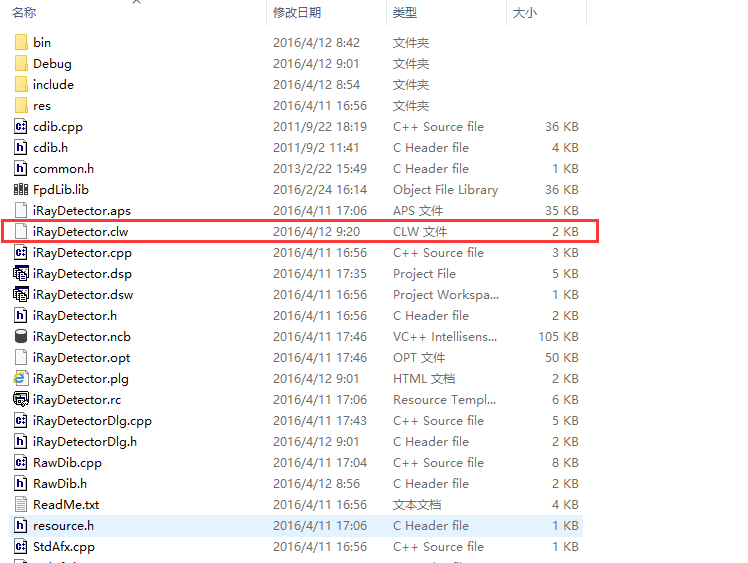 名称 修改日期 类型 大小
bin 2016/4/12 8:42 文件夹
Debug 2016/4/12 9:01 文件夹
include 2016/4/12 8:54 文件夹
res 2016/4/11 16:56 文件夹
cdib.cpp 2011/9/22 18:19 C++ Source file 36 KB
cdib.h 2011/9/2 11:41 C Header file 4 KB
common.h 2013/2/22 15:49 C Header file 1 KB
FpdLib.lib 2016/2/24 16:14 Object File Library 36 KB
iRayDetector.aps 2016/4/11 17:06 APS 文件 35 KB
iRayDetector.clw 2016/4/12 9:20 CLW 文件 2 KB
iRayDetector.cpp 2016/4/11 16:56 C++ Source file 3 KB
iRayDetector.dsp 2016/4/11 17:35 Project File 5 KB
iRayDetector.dsw 2016/4/11 16:56 Project Workspa... 1 KB
iRayDetector.h 2016/4/11 16:56 C Header file 2 KB
iRayDetector.ncb 2016/4/11 17:46 VC++ Intellisens... 105 KB
iRayDetector.opt 2016/4/11 17:46 OPT 文件 50 KB
iRayDetector.plg 2016/4/12 9:01 HTML 文档 2 KB
iRayDetector.rc 2016/4/11 17:06 Resource Templ... 6 KB
iRayDetectorDlg.cpp 2016/4/11 17:43 C++ Source file 5 KB
iRayDetectorDlg.h 2016/4/12 9:01 C Header file 2 KB
RawDib.cpp 2016/4/11 17:04 C++ Source file 8 KB
RawDib.h 2016/4/12 8:56 C Header file 2 KB
ReadMe.txt 2016/4/11 16:56 文本文档 4 KB
resource.h 2016/4/11 17:06 C Header file 1 KB
StdAfx.cpp 2016/4/11 16:56 C++ Source file 1 KB